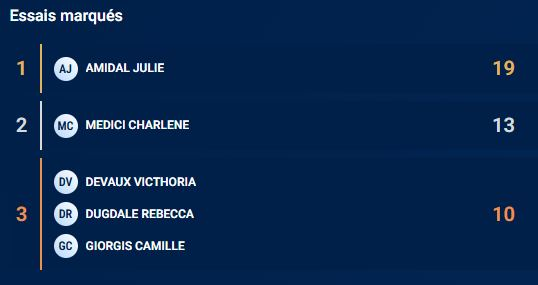 Essais marqués
1 AJ AMIDAL JULIE 19
2 MC MEDICI CHARLENE 13
DV DEVAUX VICTHORIA
3 DR DUGDALE REBECCA 10
GC GIORGIS CAMILLE